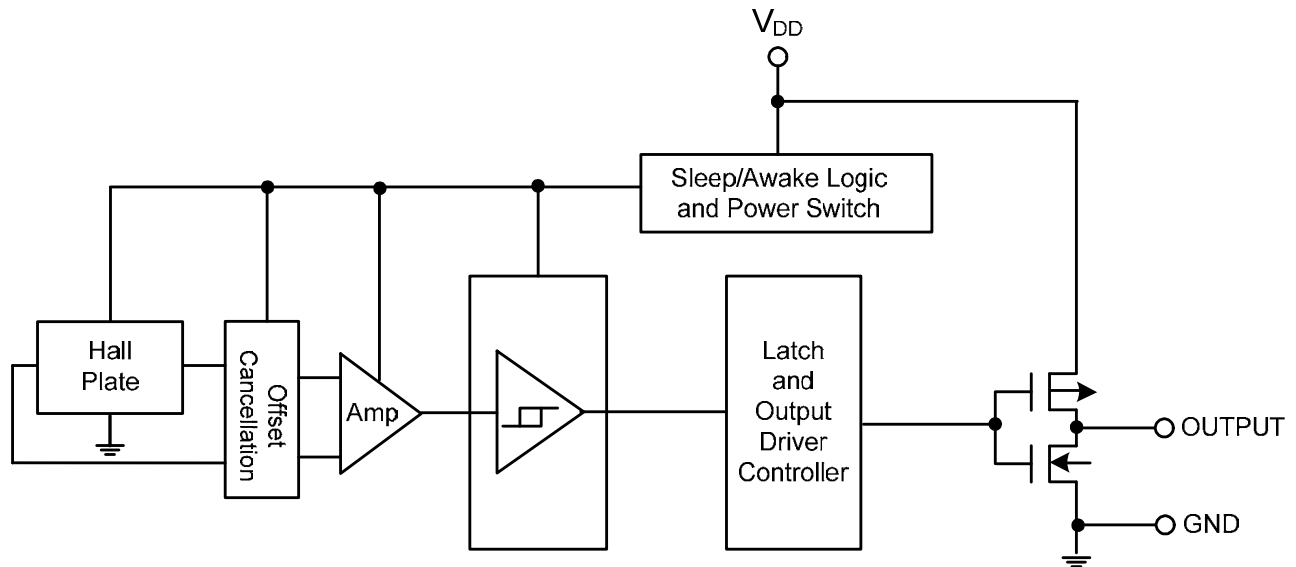 VDD
Sleep/Awake Logic
and Power Switch
Hall
Plate
Offset
Cancellation
Amp
Latch
and
Output
Driver
Controller
OUTPUT
GND